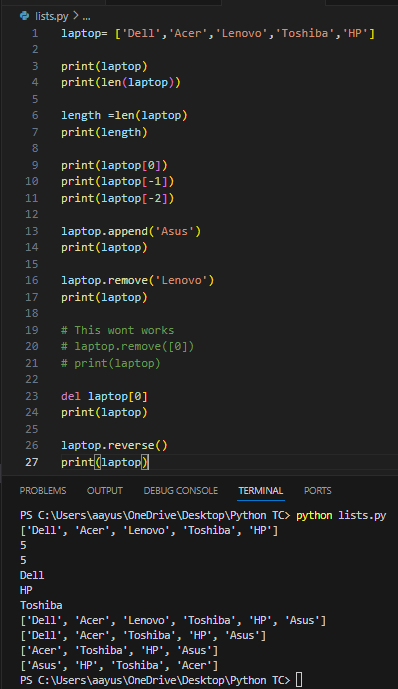 lists.py > ...
1 laptop= ['Dell','Acer','Lenovo','Toshiba','HP']
2
3 print(laptop)
4 print(len(laptop))
5
6 length =len(laptop)
7 print(length)
8
9 print(laptop[0])
10 print(laptop[-1])
11 print(laptop[-2])
12
13 laptop.append('Asus')
14 print(laptop)
15
16 laptop.remove('Lenovo')
17 print(laptop)
18
19 # This wont works
20 # laptop.remove([0])
21 # print(laptop)
22
23 del laptop[0]
24 print(laptop)
25
26 laptop.reverse()
27 print(laptop)
PROBLEMS OUTPUT DEBUG CONSOLE TERMINAL PORTS
PS C:\Users\aayus\OneDrive\Desktop\Python TC> python lists.py
['Dell', 'Acer', 'Lenovo', 'Toshiba', 'HP']
5
5
Dell
HP
Toshiba
['Dell', 'Acer', 'Lenovo', 'Toshiba', 'HP', 'Asus']
['Dell', 'Acer', 'Toshiba', 'HP', 'Asus']
['Acer', 'Toshiba', 'HP', 'Asus']
['Asus', 'HP', 'Toshiba', 'Acer']
PS C:\Users\aayus\OneDrive\Desktop\Python TC>